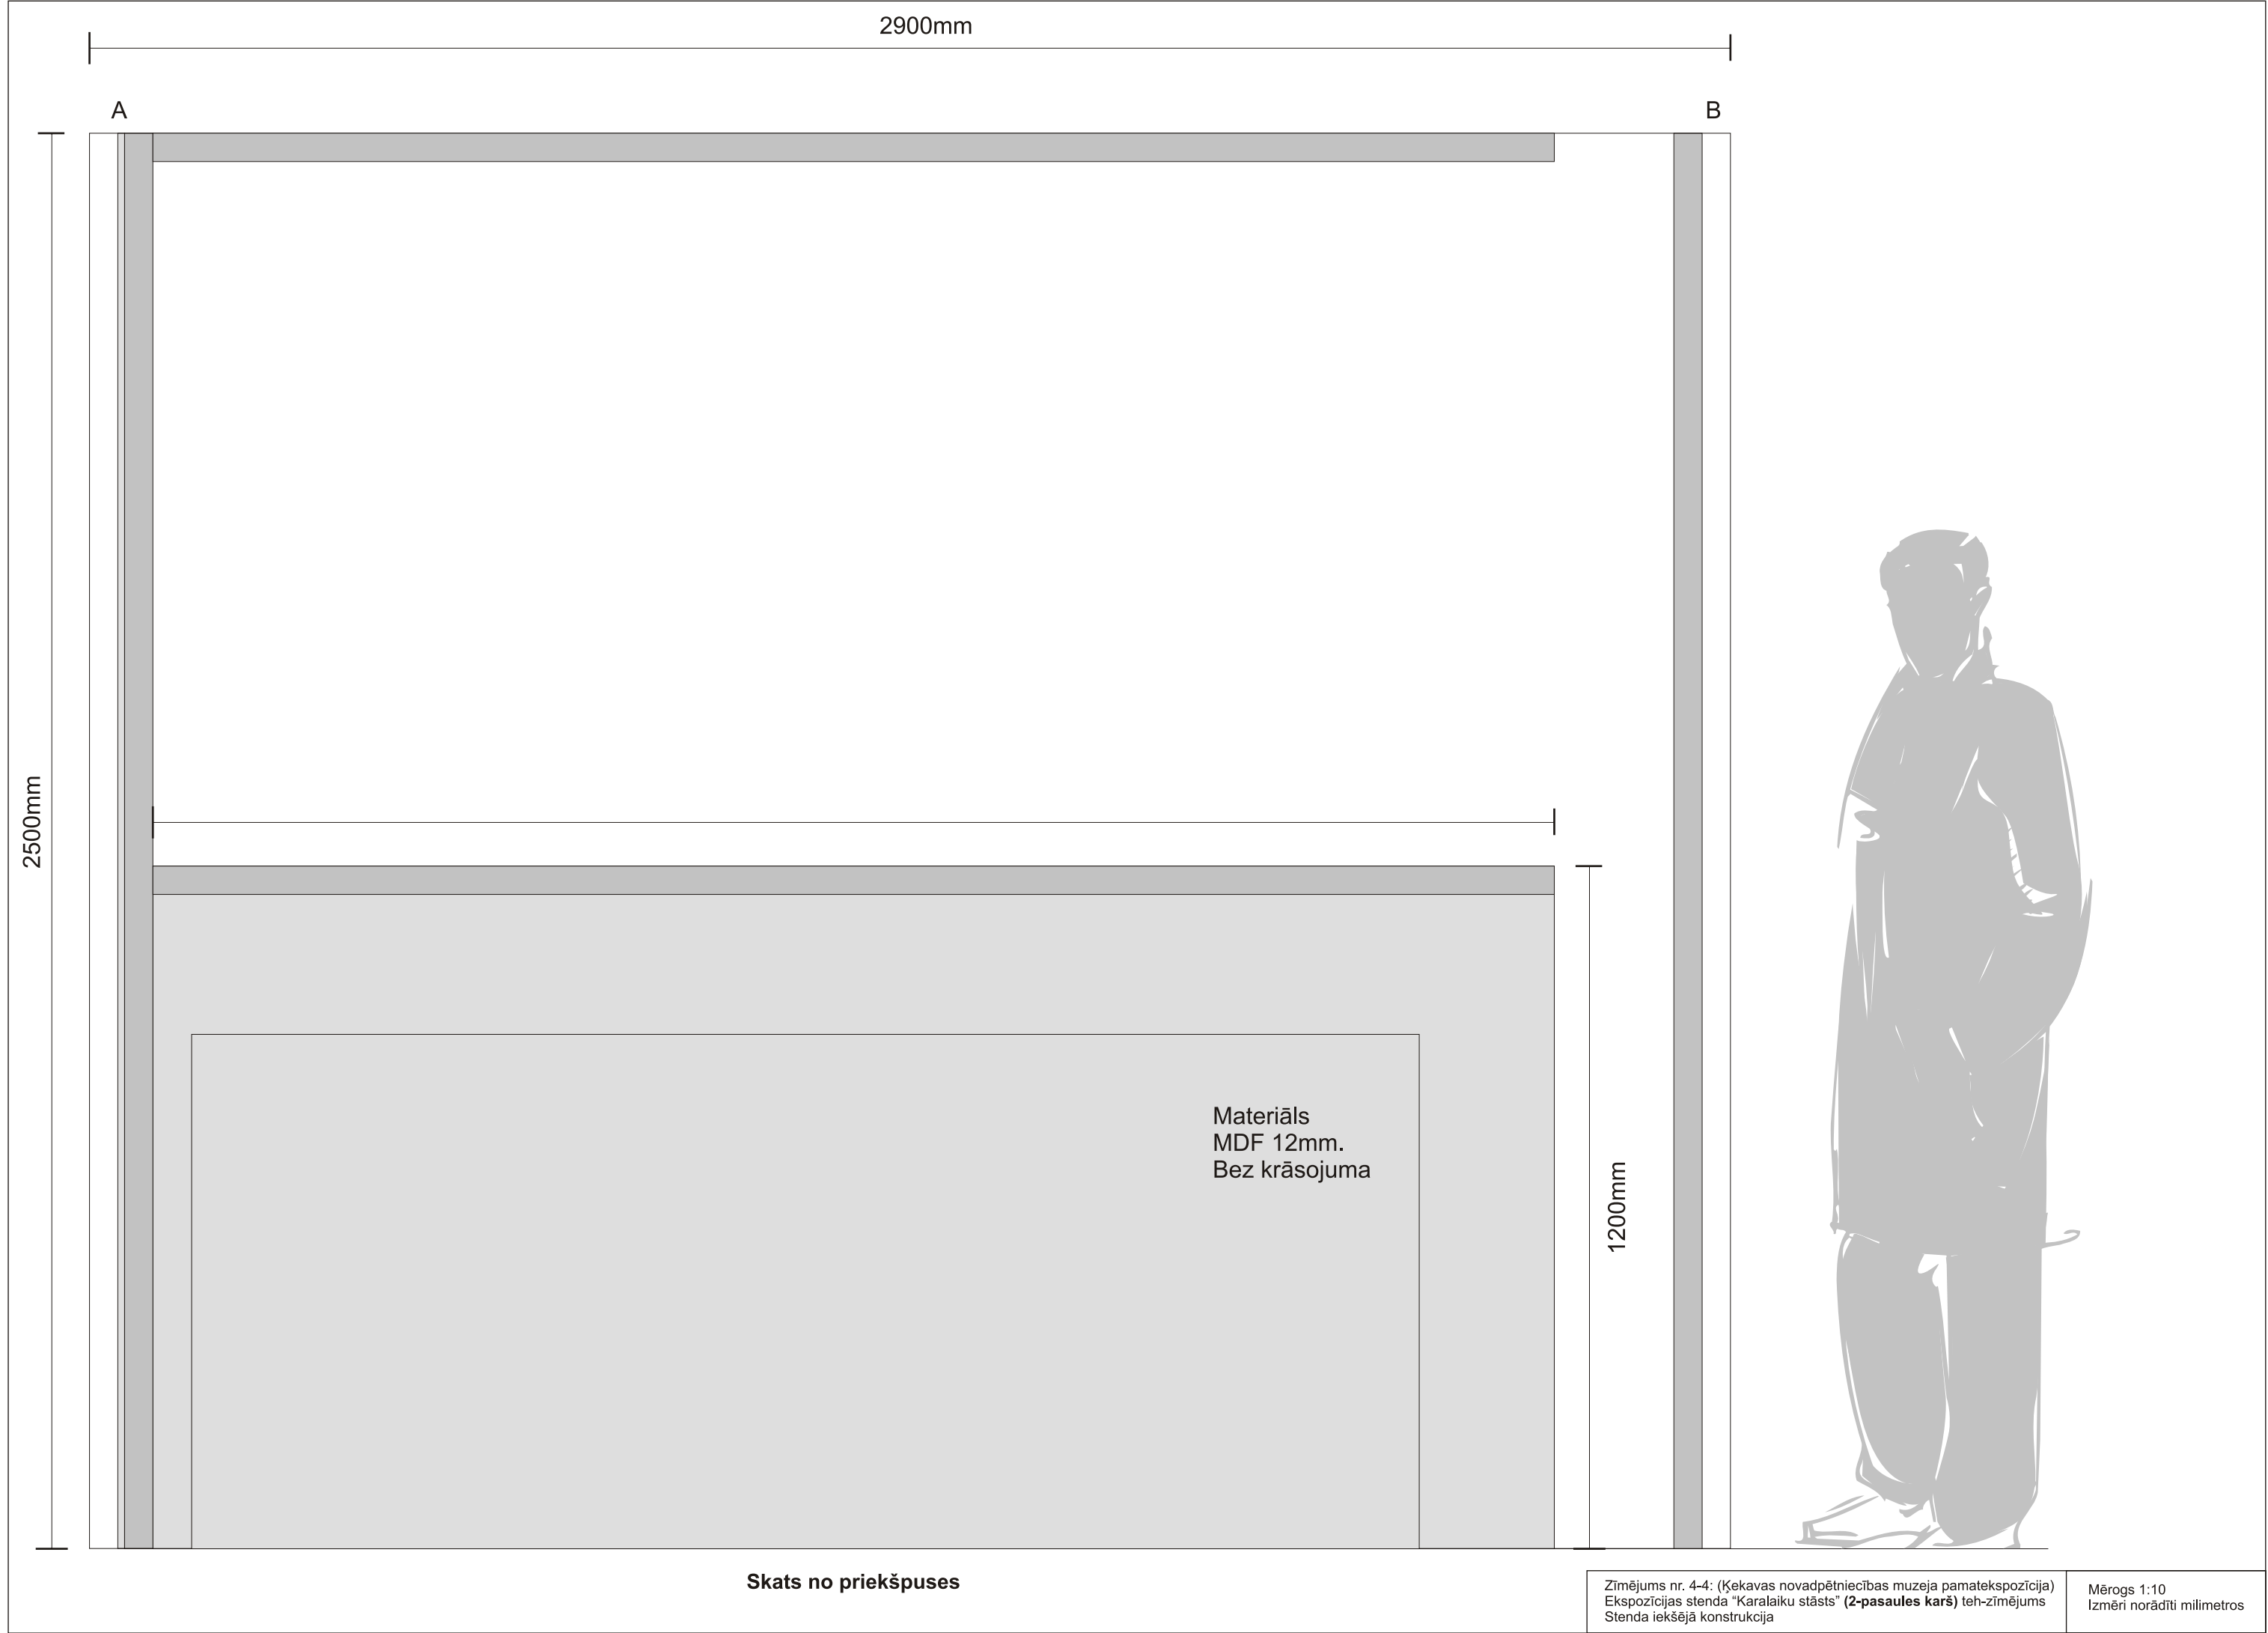 2900mm
A
B
2500mm
Materiāls
MDF 12mm.
Bez krāsojuma
1200mm
Skats no priekšpuses
Zīmējums nr. 4-4: (Ķekavas novadpētniecības muzeja pamatekspozīcija)
Ekspozīcijas stenda “Karalaiku stāsts” (2-pasaules karš) teh-zīmējums
Stenda iekšējā konstrukcija
Mērogs 1:10
Izmēri norādīti milimetros